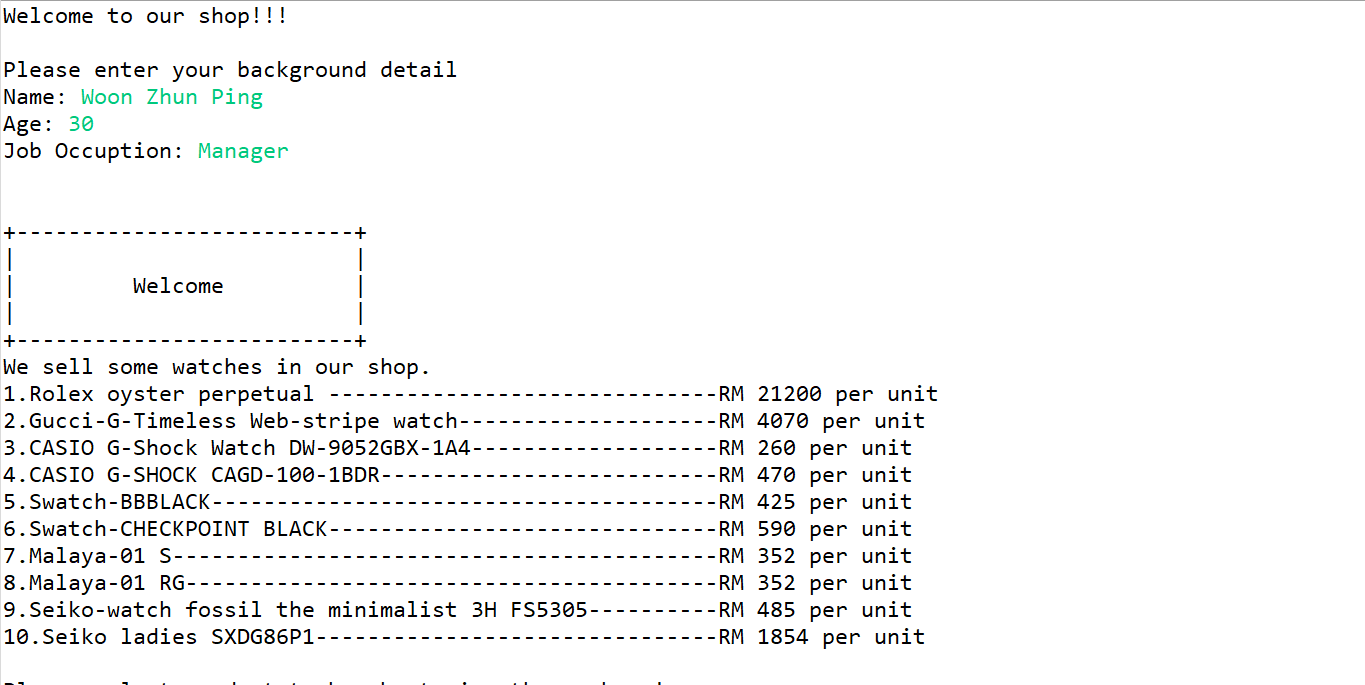 Welcome to our shop!!!
Please enter your background detail
Name: Woon Zhun Ping
Age: 30
Job Occuption: Manager
+--------------------------+
|                          |
|         Welcome          |
|                          |
+--------------------------+
We sell some watches in our shop.
1.Rolex oyster perpetual ------------------------------RM 21200 per unit
2.Gucci-G-Timeless Web-stripe watch--------------------RM 4070 per unit
3.CASIO G-Shock Watch DW-9052GBX-1A4-------------------RM 260 per unit
4.CASIO G-SHOCK CAGD-100-1BDR--------------------------RM 470 per unit
5.Swatch-BBBLACK---------------------------------------RM 425 per unit
6.Swatch-CHECKPOINT BLACK------------------------------RM 590 per unit
7.Malaya-01 S------------------------------------------RM 352 per unit
8.Malaya-01 RG-----------------------------------------RM 352 per unit
9.Seiko-watch fossil the minimalist 3H FS5305----------RM 485 per unit
10.Seiko ladies SXDG86P1-------------------------------RM 1854 per unit